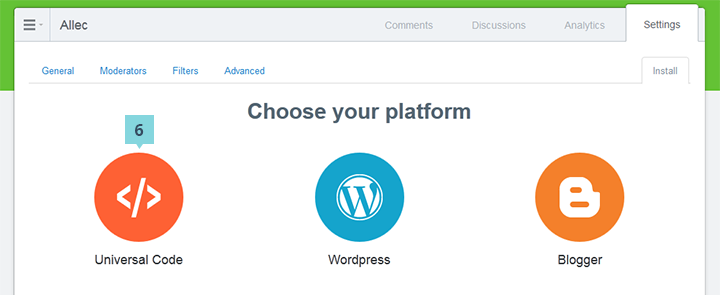 Allec Comments Discussions Analytics Settings
General Moderators Filters Advanced Install
Choose your platform
6
Universal Code Wordpress Blogger